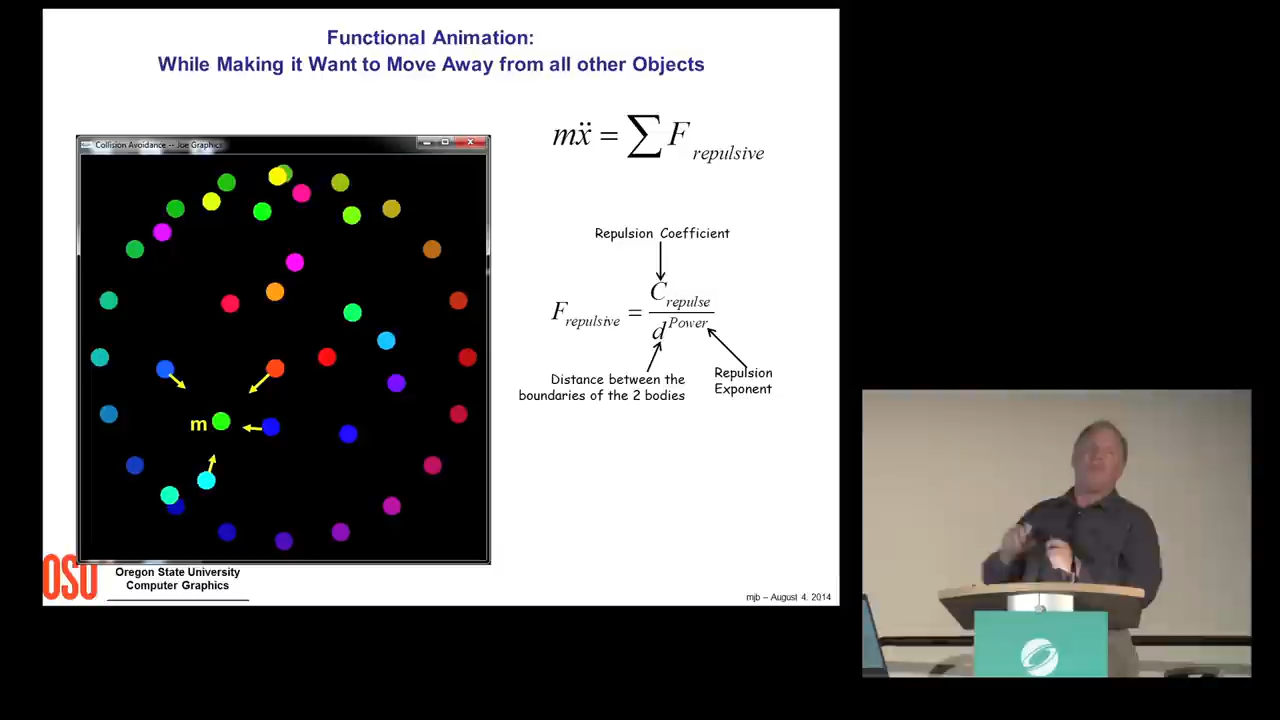 Functional Animation:
While Making it Want to Move Away from all other Objects
Collision Avoidance -- Joe Graphics
m
mẍ = ∑ F repulsive
Repulsion Coefficient
F repulsive = C repulse / d Power
Distance between the
boundaries of the 2 bodies
Repulsion
Exponent
OSU
Oregon State University
Computer Graphics
mjb – August 4, 2014